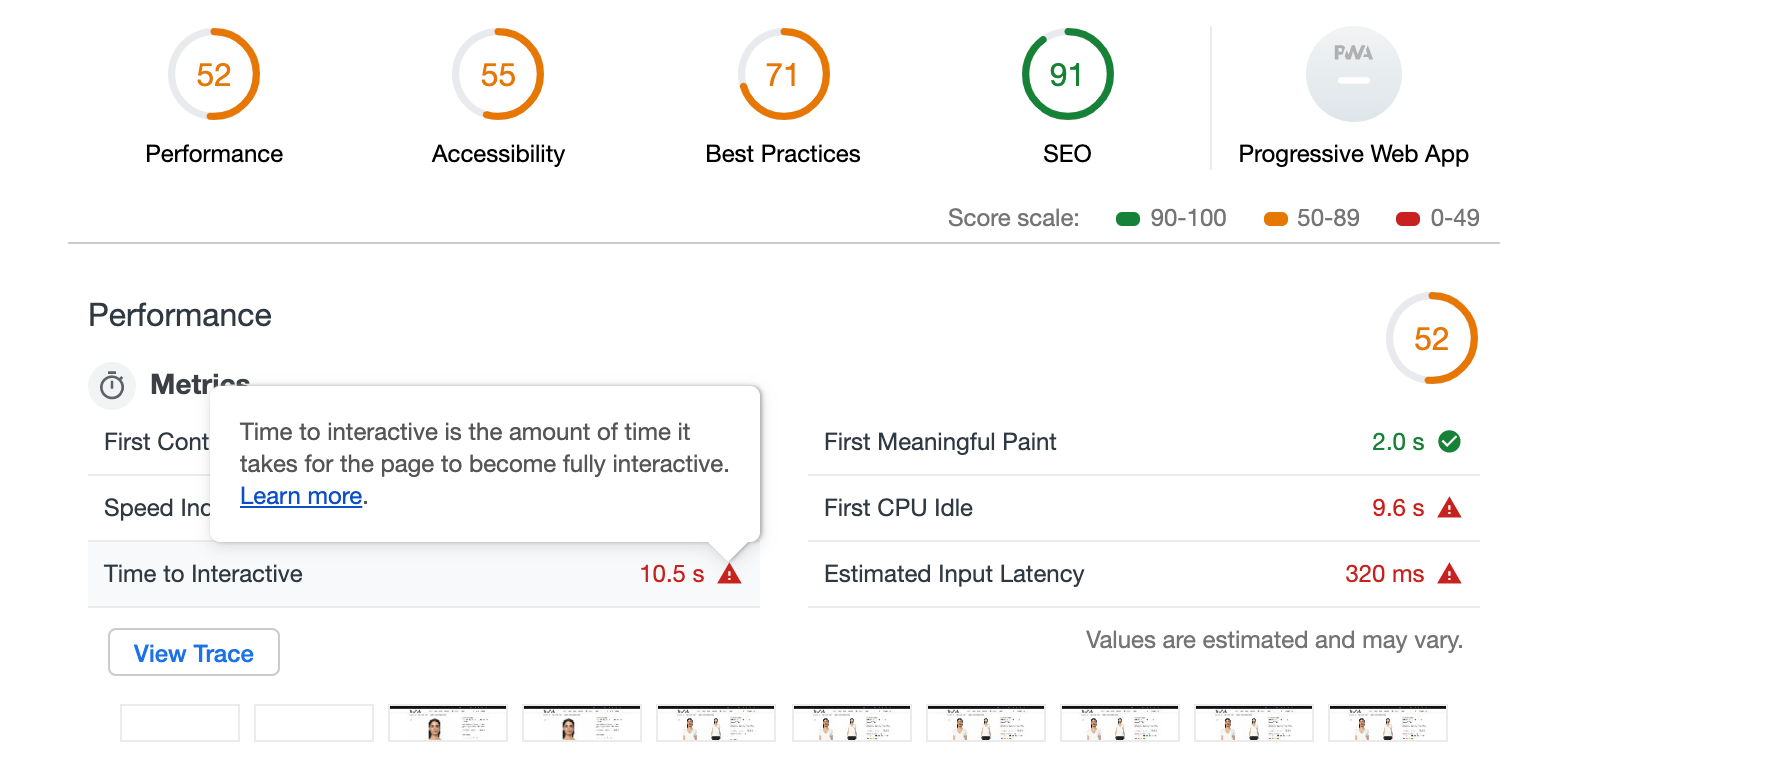 52
55
71
91
PWA
Performance
Accessibility
Best Practices
SEO
Progressive Web App
Score scale:
90-100
50-89
0-49
Performance
52
Metrics
First Cont
Time to interactive is the amount of time it
takes for the page to become fully interactive.
Learn more.
First Meaningful Paint
2.0 s
Speed Ind
First CPU Idle
9.6 s
Time to Interactive
10.5 s
Estimated Input Latency
320 ms
View Trace
Values are estimated and may vary.